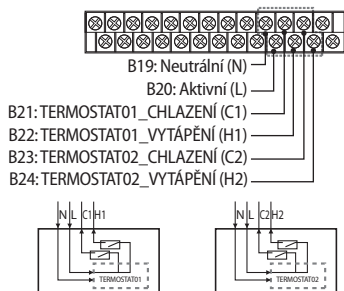 B19: Neutrální (N)
B20: Aktivní (L)
B21: TERMOSTAT01_CHLAZENÍ (C1)
B22: TERMOSTAT01_VYTÁPĚNÍ (H1)
B23: TERMOSTAT02_CHLAZENÍ (C2)
B24: TERMOSTAT02_VYTÁPĚNÍ (H2)
N L C1 H1
N L C2 H2
TERMOSTAT01
TERMOSTAT02